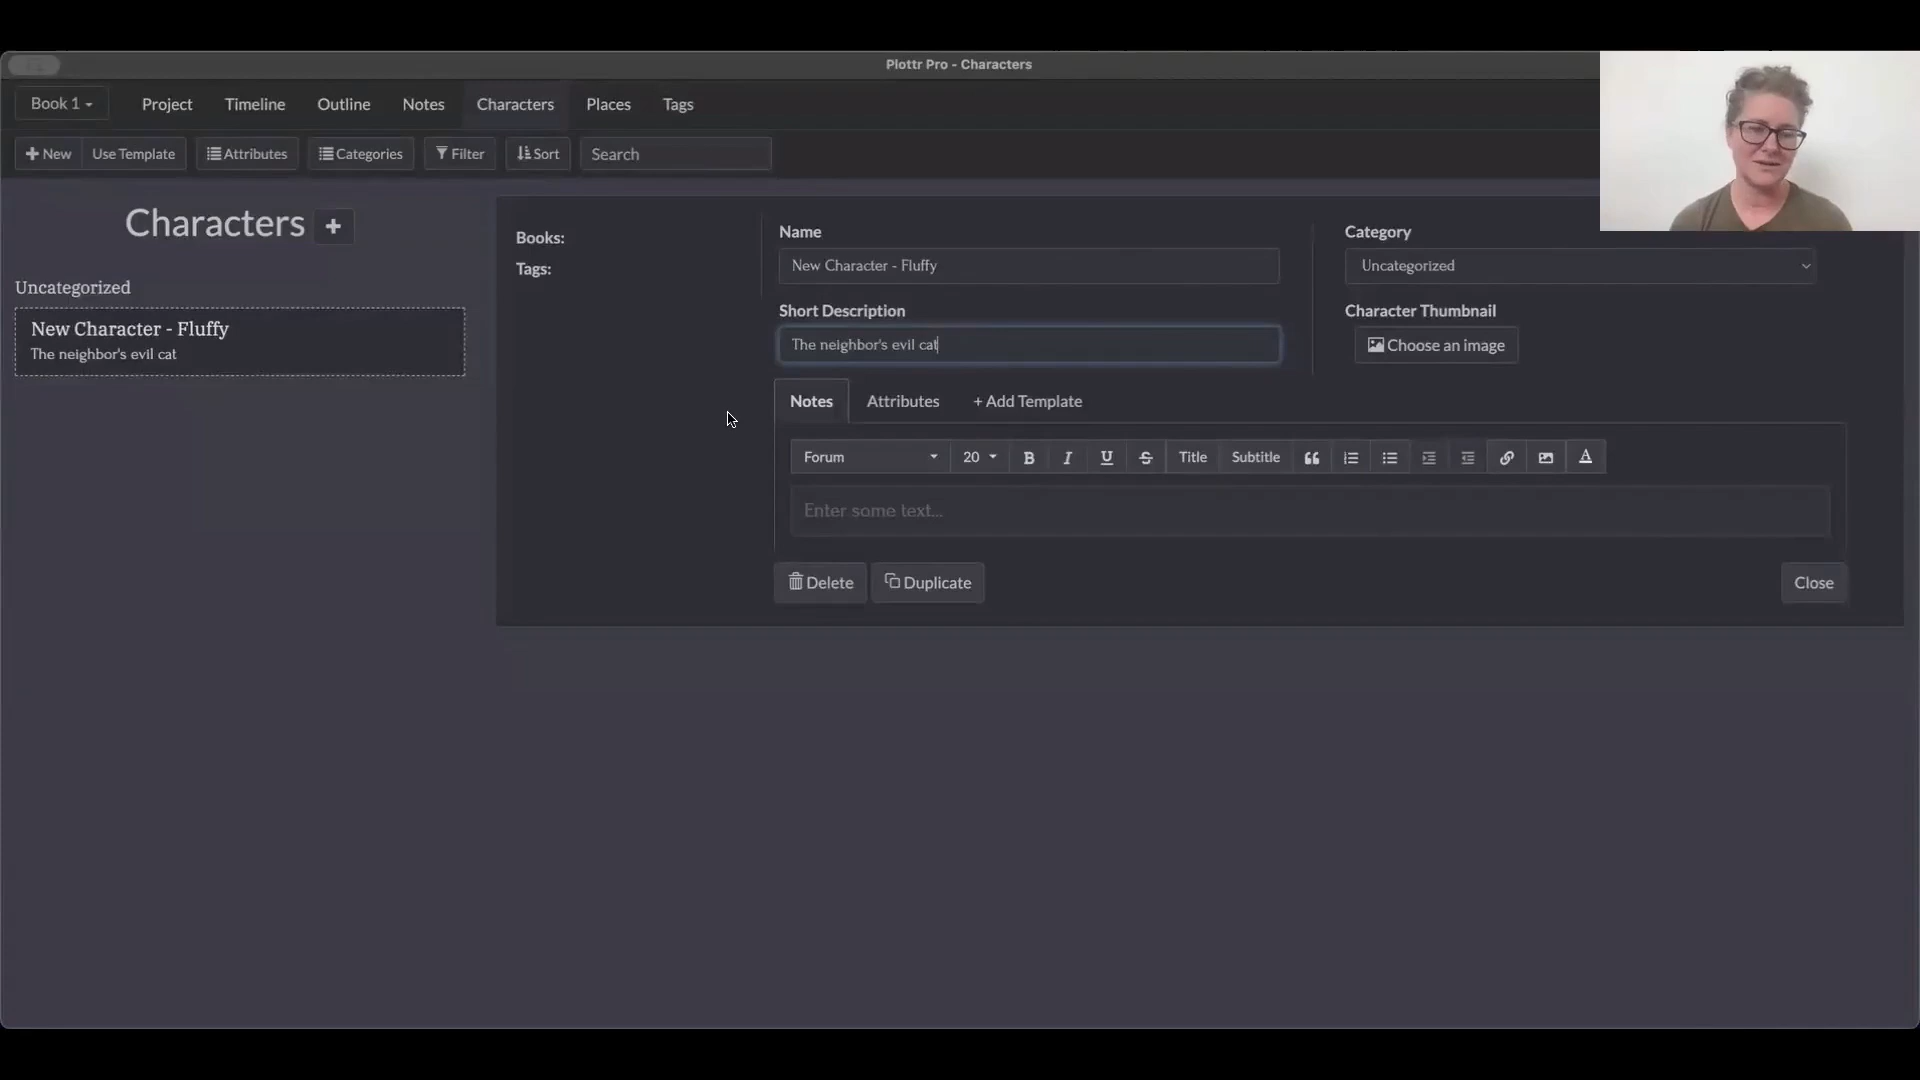 Plottr Pro - Characters
Book 1
Project
Timeline
Outline
Notes
Characters
Places
Tags
New
Use Template
Attributes
Categories
Filter
Sort
Search
Characters
Uncategorized
New Character - Fluffy
The neighbor's evil cat
Books:
Tags:
Name
New Character - Fluffy
Short Description
The neighbor's evil cat
Category
Uncategorized
Character Thumbnail
Choose an image
Notes
Attributes
+ Add Template
Forum
20
B
I
U
S
Title
Subtitle
A
Enter some text...
Delete
Duplicate
Close